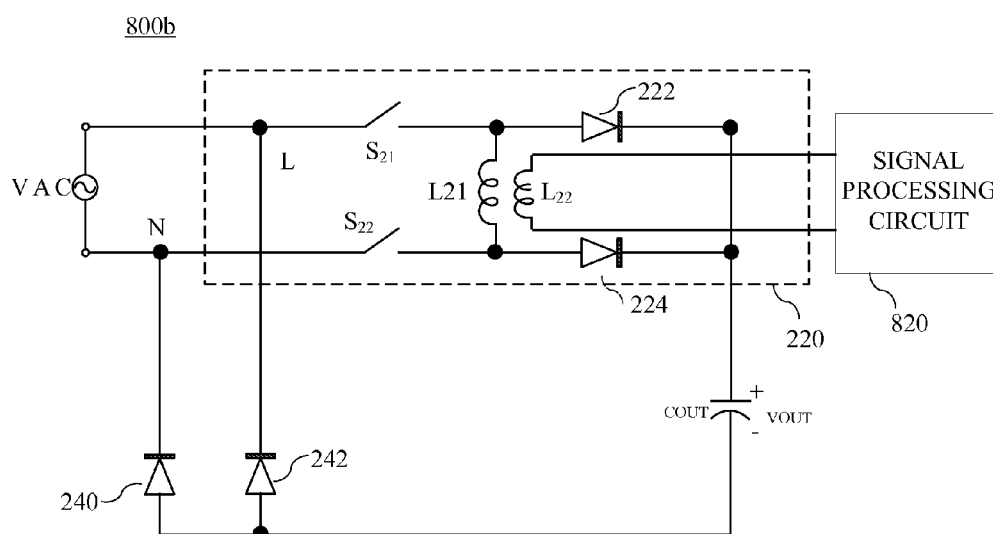 800b
222
L
S21
SIGNAL
PROCESSING
CIRCUIT
VAC
L21
L22
N
S22
224
220
820
COUT
+
VOUT
-
240
242